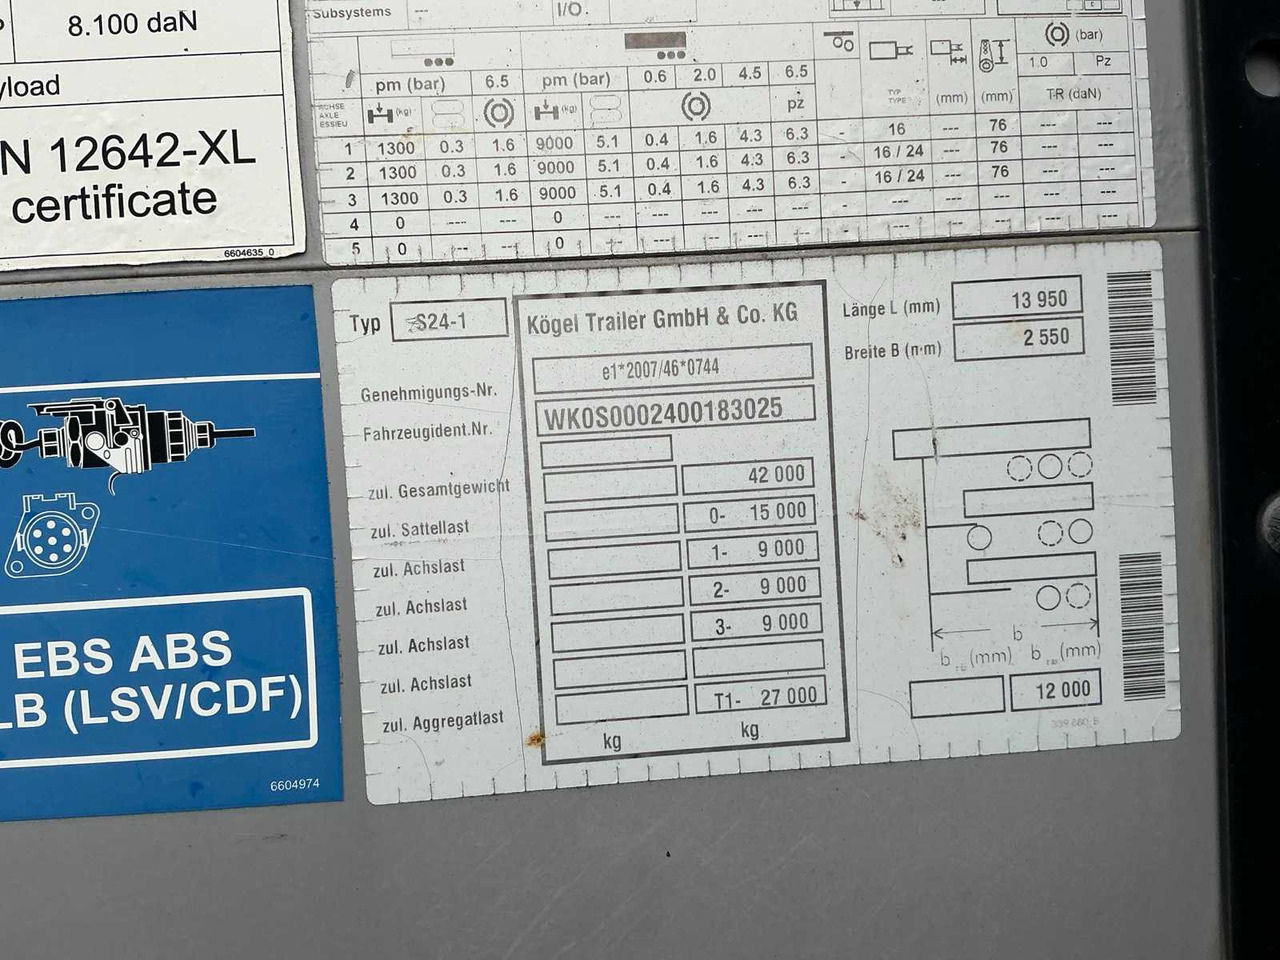 8.100 daN
yload
N 12642-XL
certificate
6604635_0
Subsystems ---
I/O.
(bar)
pm (bar) 6.5 pm (bar) 0.6 2.0 4.5 6.5 1.0 Pz
ACHSE
AXLE
ESSIEU
(kg) (kg) pz TYP (mm) (mm) T-R (daN)
TYPE
1 1300 0.3 1.6 9000 5.1 0.4 1.6 4.3 6.3 - 16 --- 76 --- ---
2 1300 0.3 1.6 9000 5.1 0.4 1.6 4.3 6.3 - 16 / 24 --- 76 --- ---
3 1300 0.3 1.6 9000 5.1 0.4 1.6 4.3 6.3 - 16 / 24 --- 76 --- ---
4 0 --- --- 0 --- --- --- --- --- - --- --- --- --- ---
5 0 --- --- 0 --- --- --- --- --- - --- --- --- --- ---
EBS ABS
LB (LSV/CDF)
6604974
Typ S24-1
Kögel Trailer GmbH & Co. KG
Genehmigungs-Nr. e1*2007/46*0744
Fahrzeugident.Nr. WK0S0002400183025
zul. Gesamtgewicht 42 000
zul. Sattellast 0- 15 000
zul. Achslast 1- 9 000
zul. Achslast 2- 9 000
zul. Achslast 3- 9 000
zul. Achslast
zul. Aggregatlast T1- 27 000
kg kg
Länge L (mm) 13 950
Breite B (mm) 2 550
b
b (mm) b (mm)
12 000